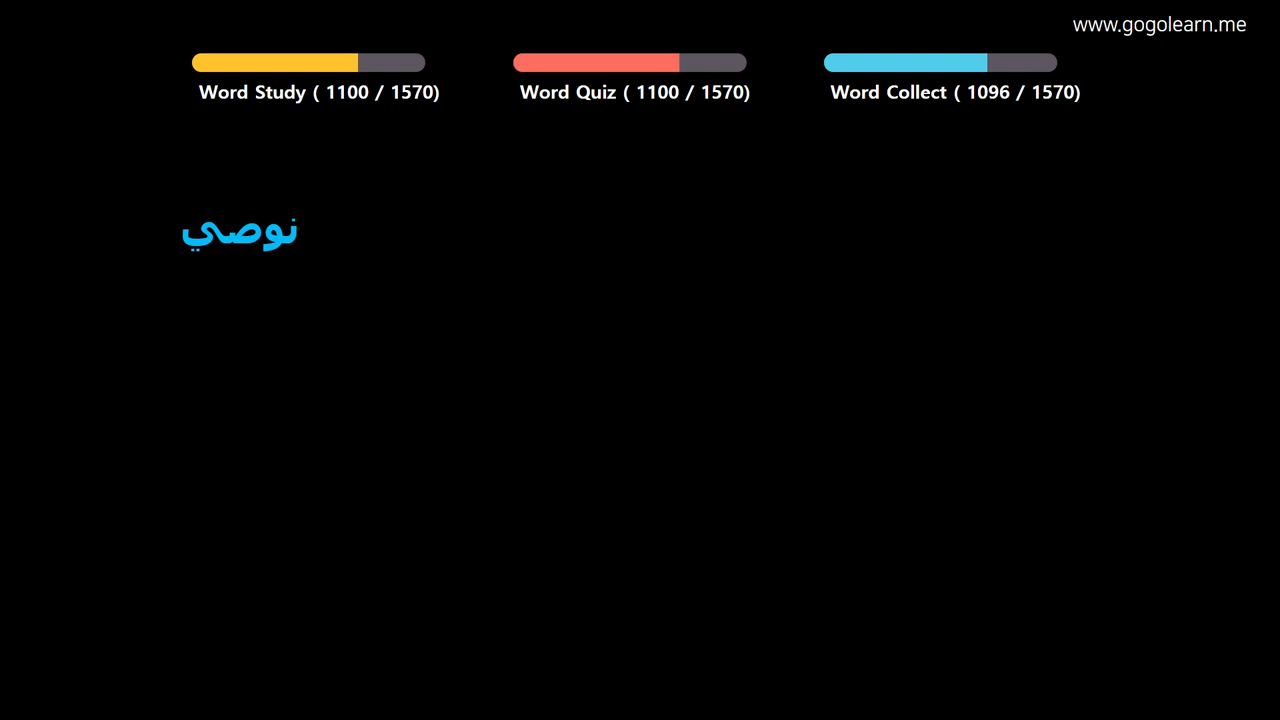 www.gogolearn.me
Word Study ( 1100 / 1570)
Word Quiz ( 1100 / 1570)
Word Collect ( 1096 / 1570)
نوصي